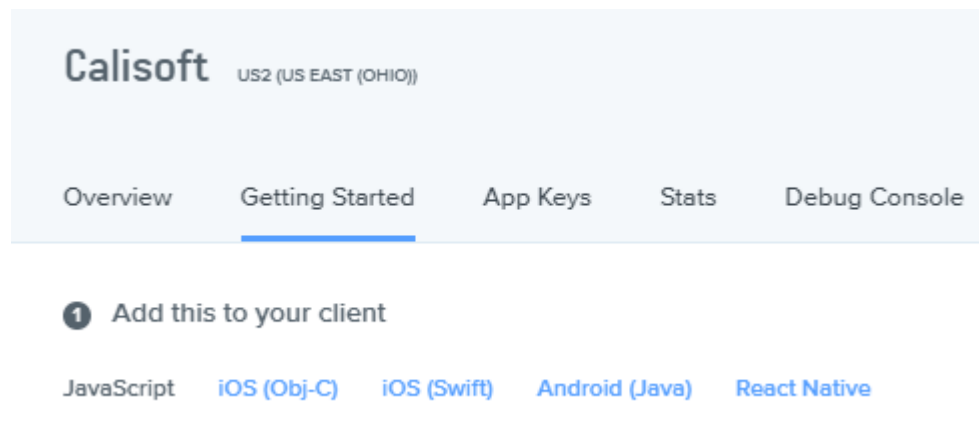 Calisoft US2 (US EAST (OHIO))
Overview Getting Started App Keys Stats Debug Console
1 Add this to your client
JavaScript iOS (Obj-C) iOS (Swift) Android (Java) React Native